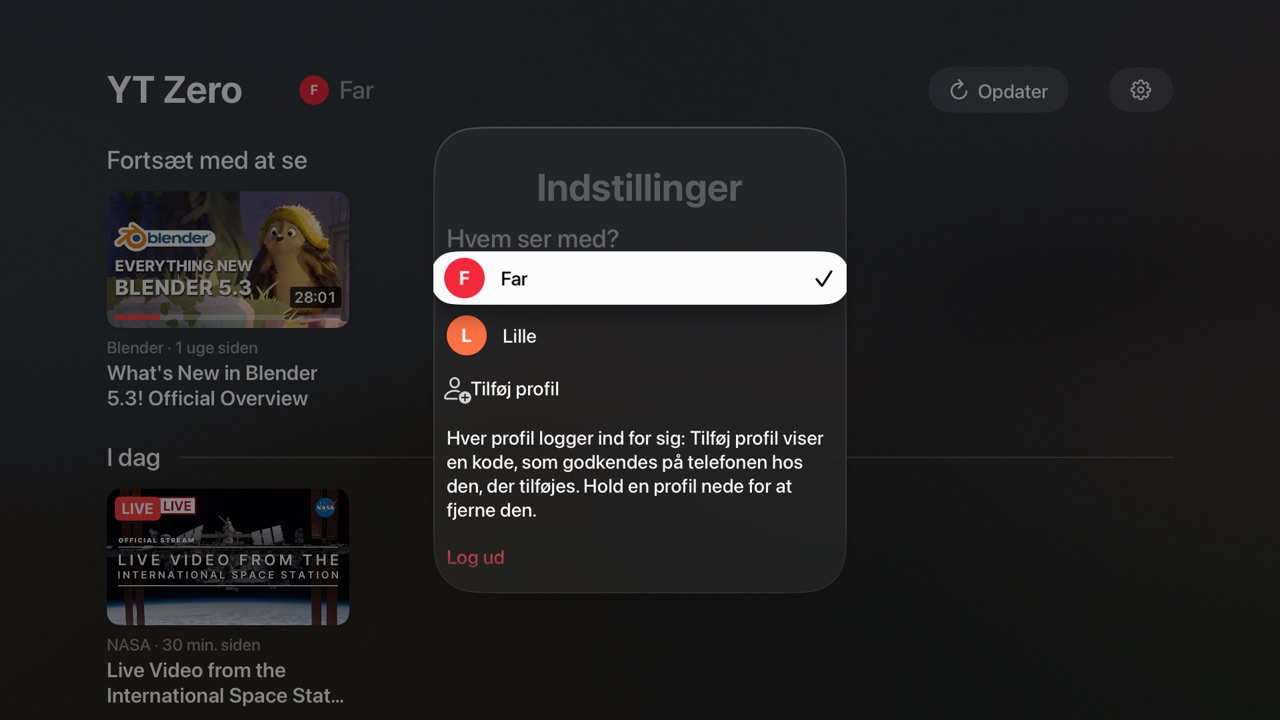 YT Zero
F Far
Opdater
Fortsæt med at se
blender
EVERYTHING NEW
BLENDER 5.3
28:01
Blender · 1 uge siden
What's New in Blender
5.3! Official Overview
I dag
LIVE LIVE
NASA
OFFICIAL STREAM
LIVE VIDEO FROM THE
INTERNATIONAL SPACE STATION
NASA · 30 min. siden
Live Video from the
International Space Stat...
Indstillinger
Hvem ser med?
F Far
L Lille
Tilføj profil
Hver profil logger ind for sig: Tilføj profil viser
en kode, som godkendes på telefonen hos
den, der tilføjes. Hold en profil nede for at
fjerne den.
Log ud